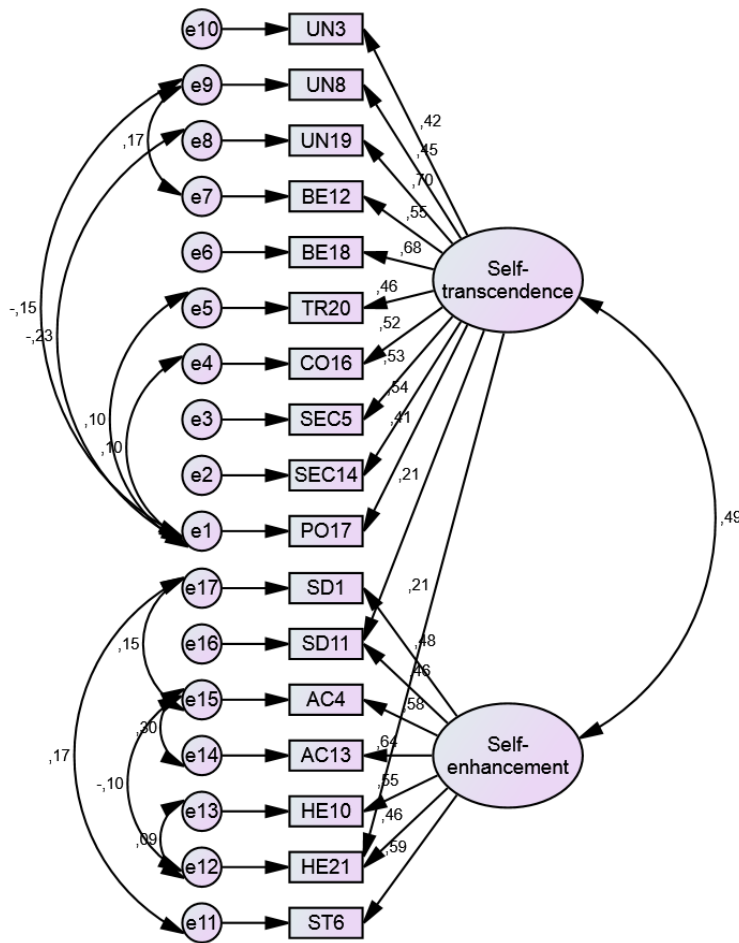 e10
UN3
e9
UN8
,42
e8
UN19
,17
,45
e7
BE12
,70
,55
e6
BE18
,68
Self-
transcendence
e5
TR20
,46
-,15
,52
-,23
e4
CO16
,53
,54
e3
SEC5
,10
,41
,10
e2
SEC14
,21
e1
PO17
,49
e17
SD1
,21
,15
e16
SD11
,48
,46
e15
AC4
,58
,30
e14
AC13
,64
Self-
enhancement
,17
-,10
,55
e13
HE10
,46
,09
e12
HE21
,59
e11
ST6